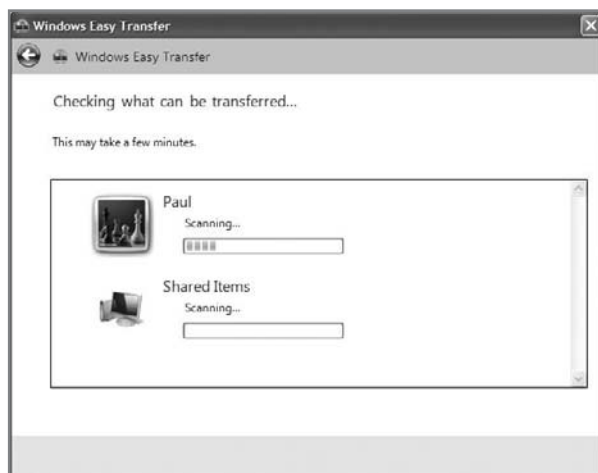 Windows Easy Transfer
Windows Easy Transfer
Checking what can be transferred...
This may take a few minutes.
Paul
Scanning...
Shared Items
Scanning...